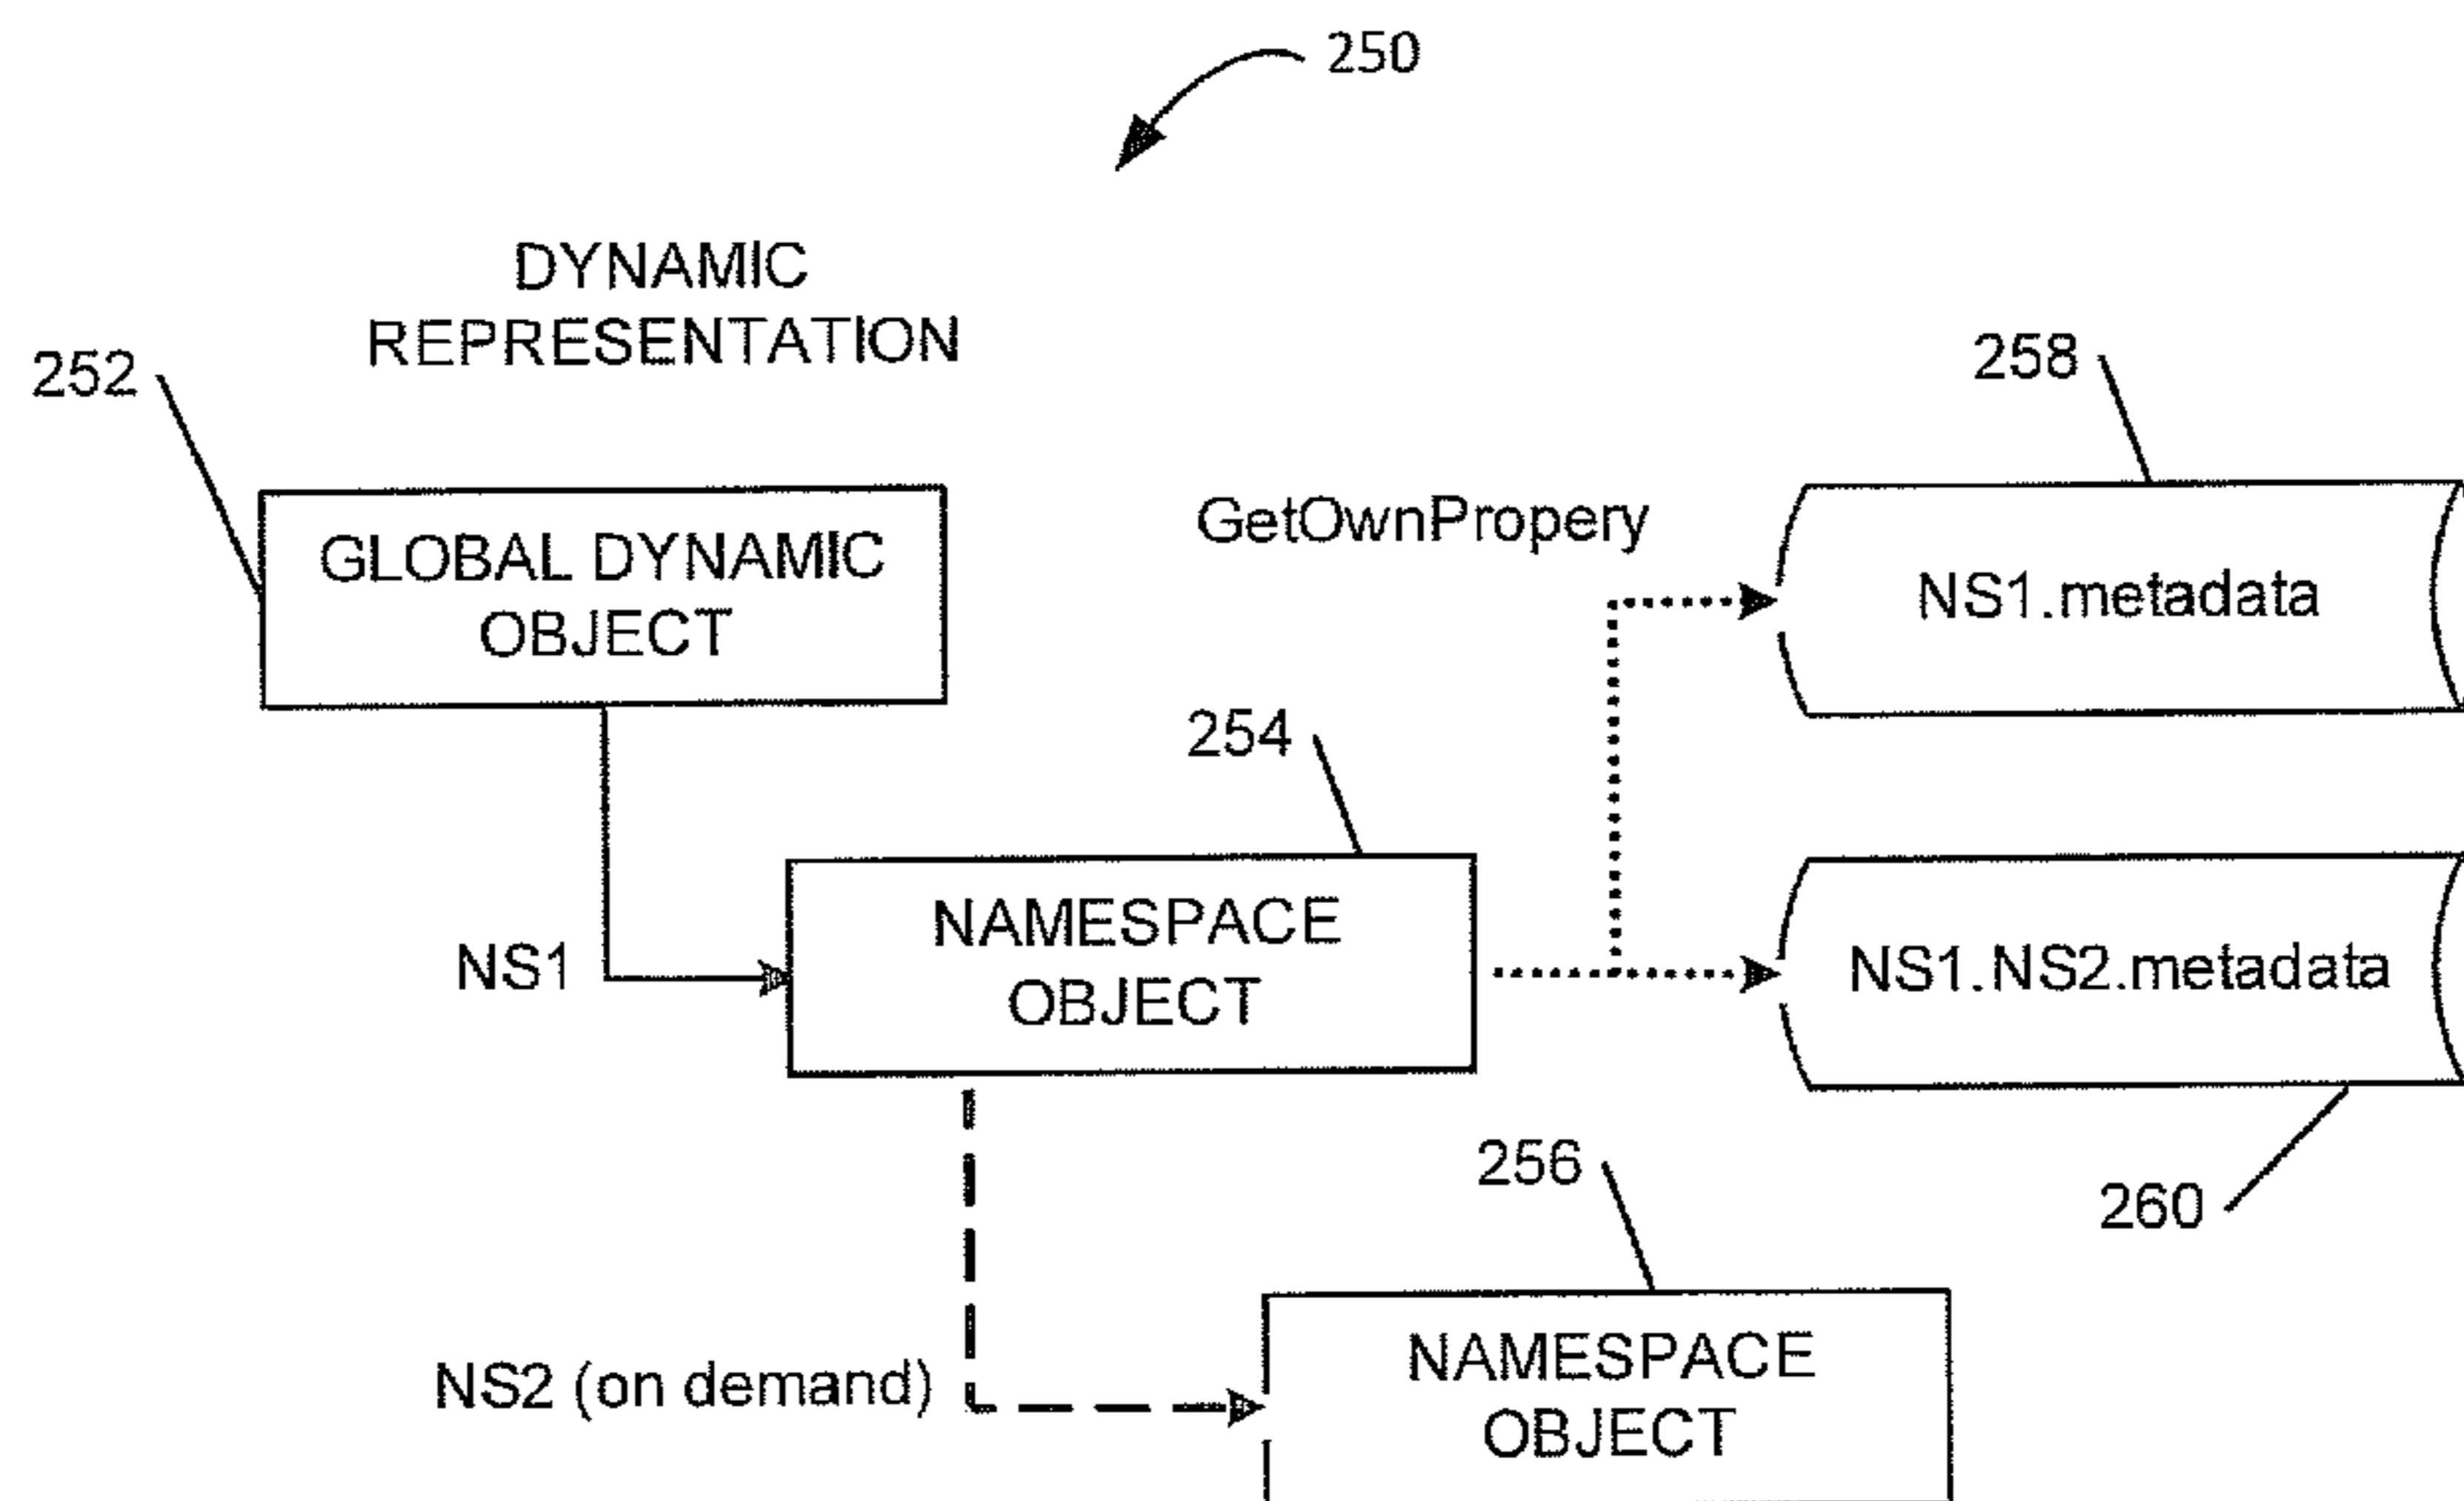 250
DYNAMIC
REPRESENTATION
252
258
GLOBAL DYNAMIC
OBJECT
GetOwnPropery
NS1.metadata
254
NS1
NAMESPACE
OBJECT
NS1.NS2.metadata
256
260
NS2 (on demand)
NAMESPACE
OBJECT